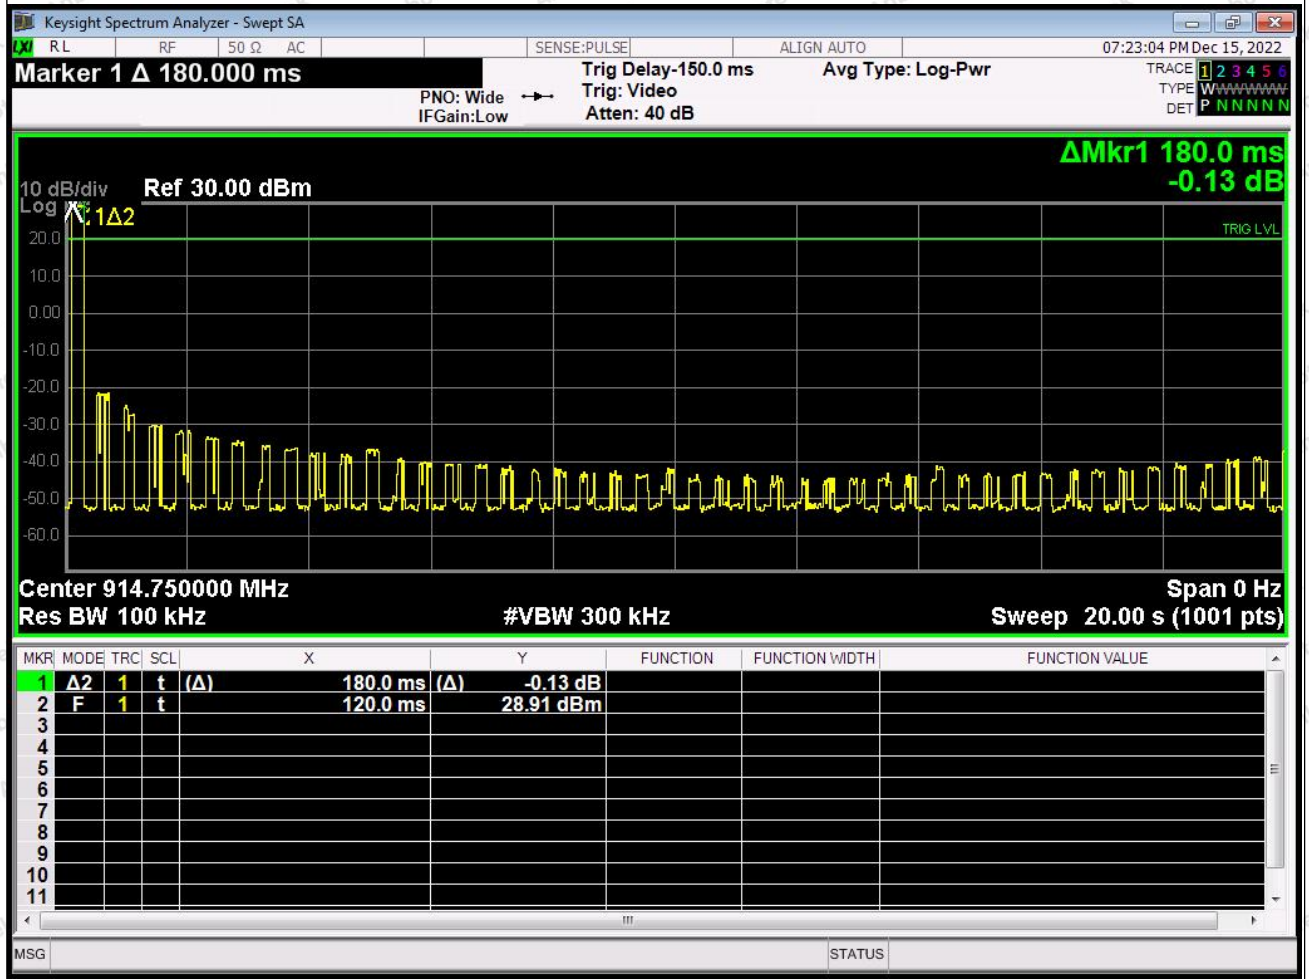 Keysight Spectrum Analyzer - Swept SA
LXI RL RF 50 Ω AC SENSE:PULSE ALIGN AUTO 07:23:04 PM Dec 15, 2022
Marker 1 Δ 180.000 ms
PNO: Wide
IFGain:Low
Trig Delay-150.0 ms
Trig: Video
Atten: 40 dB
Avg Type: Log-Pwr
TRACE 1 2 3 4 5 6
TYPE WWWWWWW
DET P N N N N N
ΔMkr1 180.0 ms
-0.13 dB
10 dB/div Ref 30.00 dBm
Log
1Δ2
TRIG LVL
20.0
10.0
0.00
-10.0
-20.0
-30.0
-40.0
-50.0
-60.0
Center 914.750000 MHz Span 0 Hz
Res BW 100 kHz #VBW 300 kHz Sweep 20.00 s (1001 pts)
MKR MODE TRC SCL X Y FUNCTION FUNCTION WIDTH FUNCTION VALUE
1 Δ2 1 t (Δ) 180.0 ms (Δ) -0.13 dB
2 F 1 t 120.0 ms 28.91 dBm
3
4
5
6
7
8
9
10
11
MSG STATUS